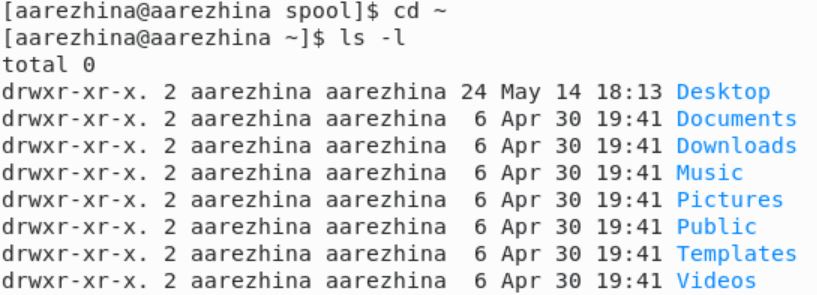 [aarezhina@aarezhina spool]$ cd ~
[aarezhina@aarezhina ~]$ ls -l
total 0
drwxr-xr-x. 2 aarezhina aarezhina 24 May 14 18:13 Desktop
drwxr-xr-x. 2 aarezhina aarezhina  6 Apr 30 19:41 Documents
drwxr-xr-x. 2 aarezhina aarezhina  6 Apr 30 19:41 Downloads
drwxr-xr-x. 2 aarezhina aarezhina  6 Apr 30 19:41 Music
drwxr-xr-x. 2 aarezhina aarezhina  6 Apr 30 19:41 Pictures
drwxr-xr-x. 2 aarezhina aarezhina  6 Apr 30 19:41 Public
drwxr-xr-x. 2 aarezhina aarezhina  6 Apr 30 19:41 Templates
drwxr-xr-x. 2 aarezhina aarezhina  6 Apr 30 19:41 Videos